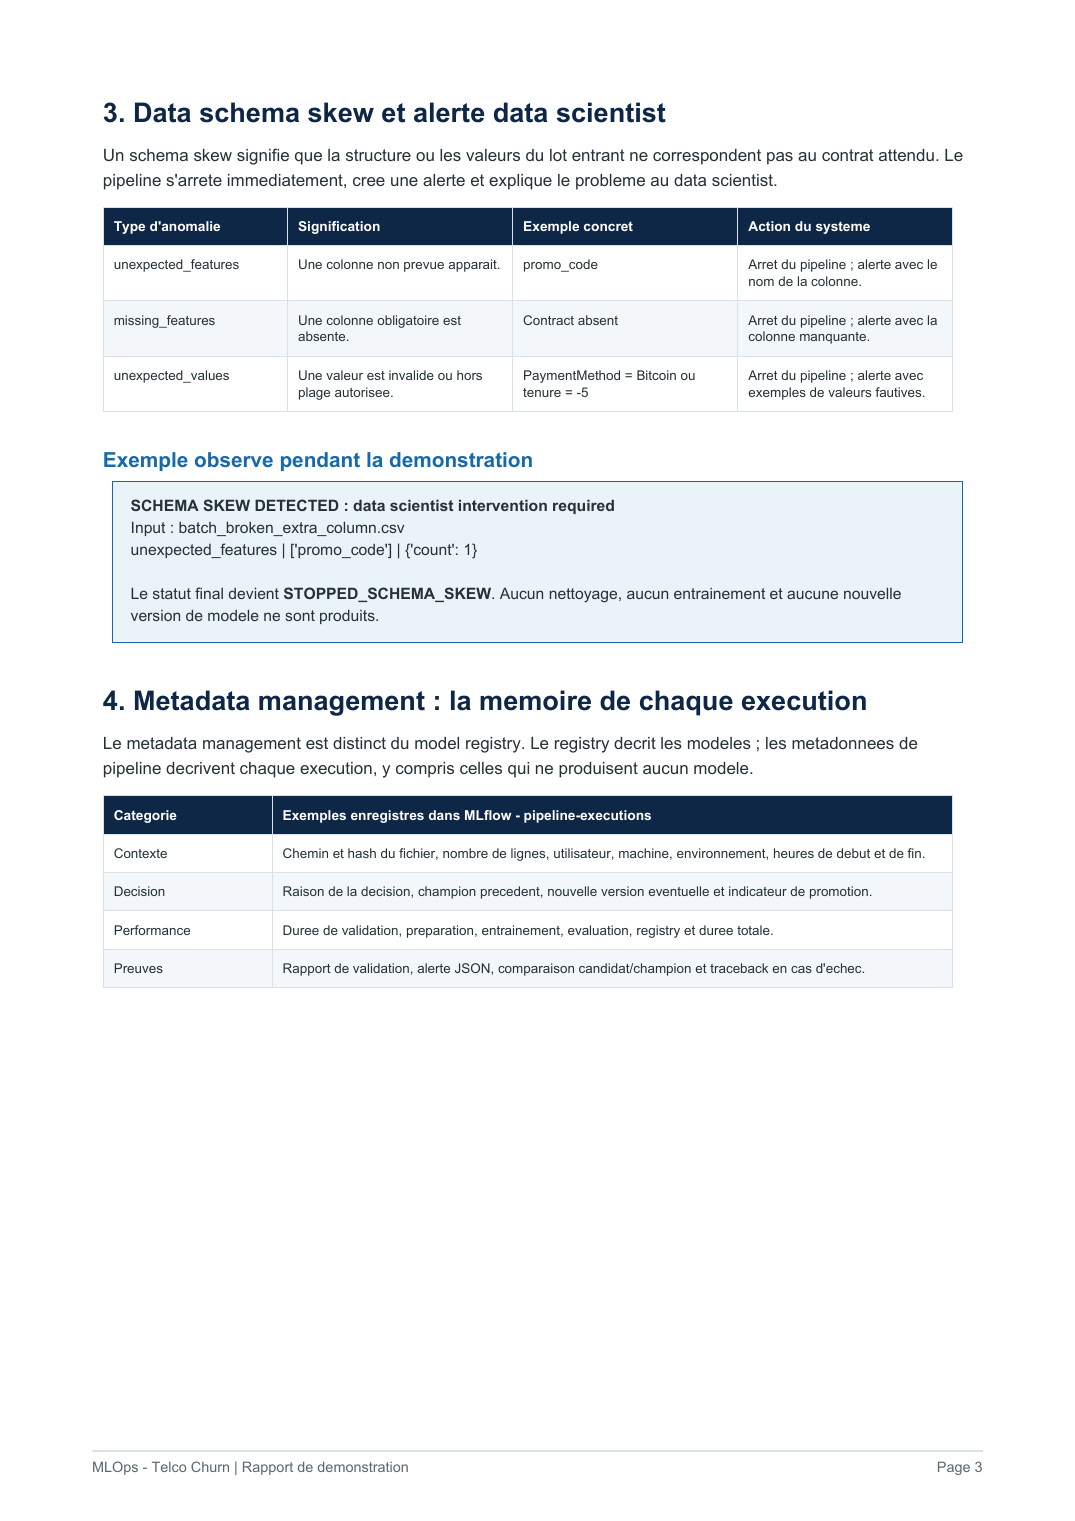 3. Data schema skew et alerte data scientist
Un schema skew signifie que la structure ou les valeurs du lot entrant ne correspondent pas au contrat attendu. Le
pipeline s'arrete immediatement, cree une alerte et explique le probleme au data scientist.
Type d'anomalie Signification Exemple concret Action du systeme
unexpected_features Une colonne non prevue apparait. promo_code Arret du pipeline ; alerte avec le
nom de la colonne.
missing_features Une colonne obligatoire est Contract absent Arret du pipeline ; alerte avec la
absente. colonne manquante.
unexpected_values Une valeur est invalide ou hors PaymentMethod = Bitcoin ou Arret du pipeline ; alerte avec
plage autorisee. tenure = -5 exemples de valeurs fautives.
Exemple observe pendant la demonstration
SCHEMA SKEW DETECTED : data scientist intervention required
Input : batch_broken_extra_column.csv
unexpected_features | ['promo_code'] | {'count': 1}
Le statut final devient STOPPED_SCHEMA_SKEW. Aucun nettoyage, aucun entrainement et aucune nouvelle
version de modele ne sont produits.
4. Metadata management : la memoire de chaque execution
Le metadata management est distinct du model registry. Le registry decrit les modeles ; les metadonnees de
pipeline decrivent chaque execution, y compris celles qui ne produisent aucun modele.
Categorie Exemples enregistres dans MLflow - pipeline-executions
Contexte Chemin et hash du fichier, nombre de lignes, utilisateur, machine, environnement, heures de debut et de fin.
Decision Raison de la decision, champion precedent, nouvelle version eventuelle et indicateur de promotion.
Performance Duree de validation, preparation, entrainement, evaluation, registry et duree totale.
Preuves Rapport de validation, alerte JSON, comparaison candidat/champion et traceback en cas d'echec.
MLOps - Telco Churn | Rapport de demonstration Page 3